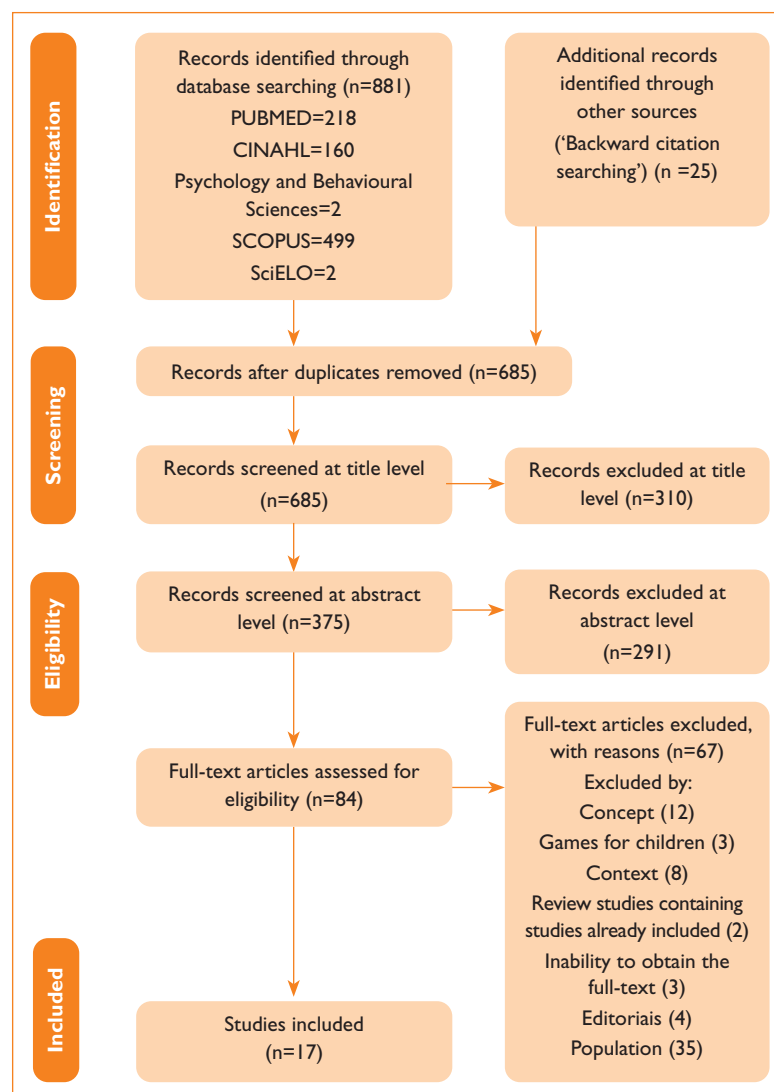 Identification
Records identified through
database searching (n=881)
PUBMED=218
CINAHL=160
Psychology and Behavioural
Sciences=2
SCOPUS=499
SciELO=2
Additional records
identified through
other sources
(‘Backward citation
searching’) (n =25)
Screening
Records after duplicates removed (n=685)
Records screened at title level
(n=685)
Records excluded at title
level (n=310)
Eligibility
Records screened at abstract
level (n=375)
Records excluded at
abstract level
(n=291)
Full-text articles assessed for
eligibility (n=84)
Full-text articles excluded,
with reasons (n=67)
Excluded by:
Concept (12)
Games for children (3)
Context (8)
Review studies containing
studies already included (2)
Inability to obtain the
full-text (3)
Editoriais (4)
Population (35)
Included
Studies included
(n=17)